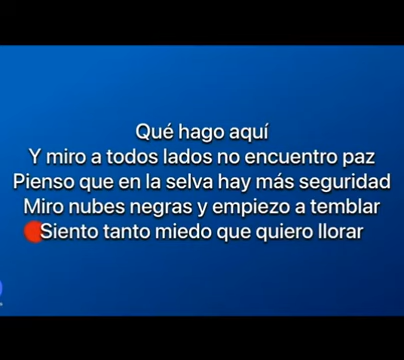 Qué hago aquí
Y miro a todos lados no encuentro paz
Pienso que en la selva hay más seguridad
Miro nubes negras y empiezo a temblar
Siento tanto miedo que quiero llorar